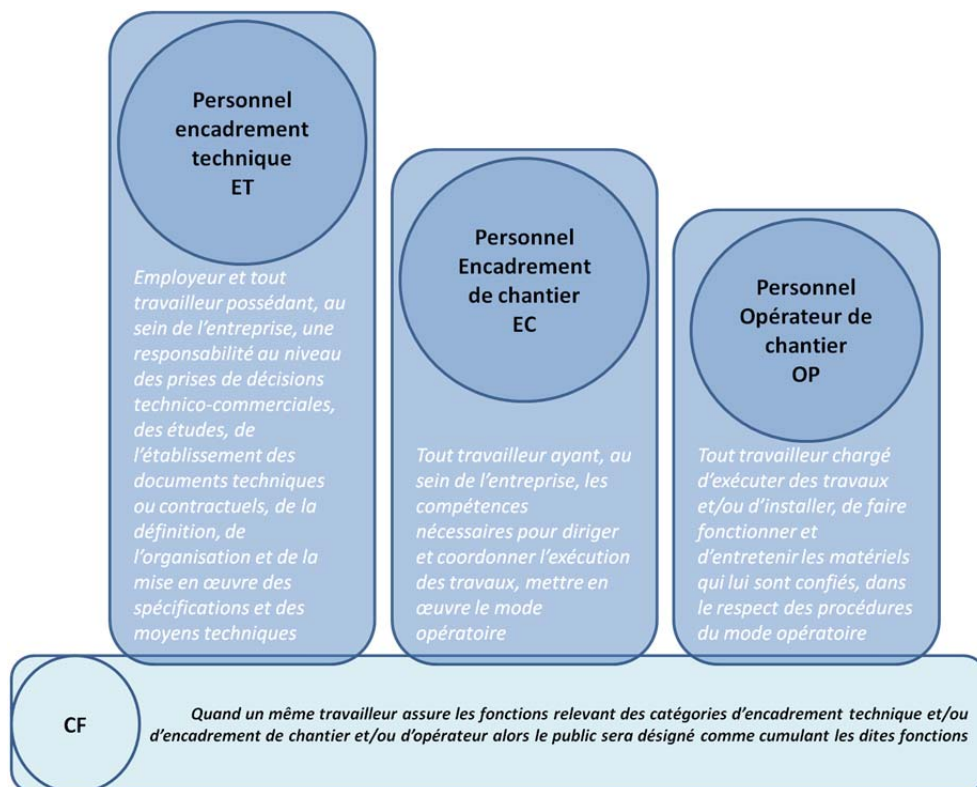 Personnel
encadrement
technique
ET
Employeur et tout
travailleur possédant, au
sein de l'entreprise, une
responsabilité au niveau
des prises de décisions
technico-commerciales,
des études, de
l'établissement des
documents techniques
ou contractuels, de la
définition, de
l'organisation et de la
mise en œuvre des
spécifications et des
moyens techniques
Personnel
Encadrement
de chantier
EC
Tout travailleur ayant, au
sein de l'entreprise, les
compétences
nécessaires pour diriger
et coordonner l'exécution
des travaux, mettre en
œuvre le mode
opératoire
Personnel
Opérateur de
chantier
OP
Tout travailleur chargé
d'exécuter des travaux
et/ou d'installer, de faire
fonctionner et
d'entretenir les matériels
qui lui sont confiés, dans
le respect des procédures
du mode opératoire
CF
Quand un même travailleur assure les fonctions relevant des catégories d'encadrement technique et/ou
d'encadrement de chantier et/ou d'opérateur alors le public sera désigné comme cumulant les dites fonctions